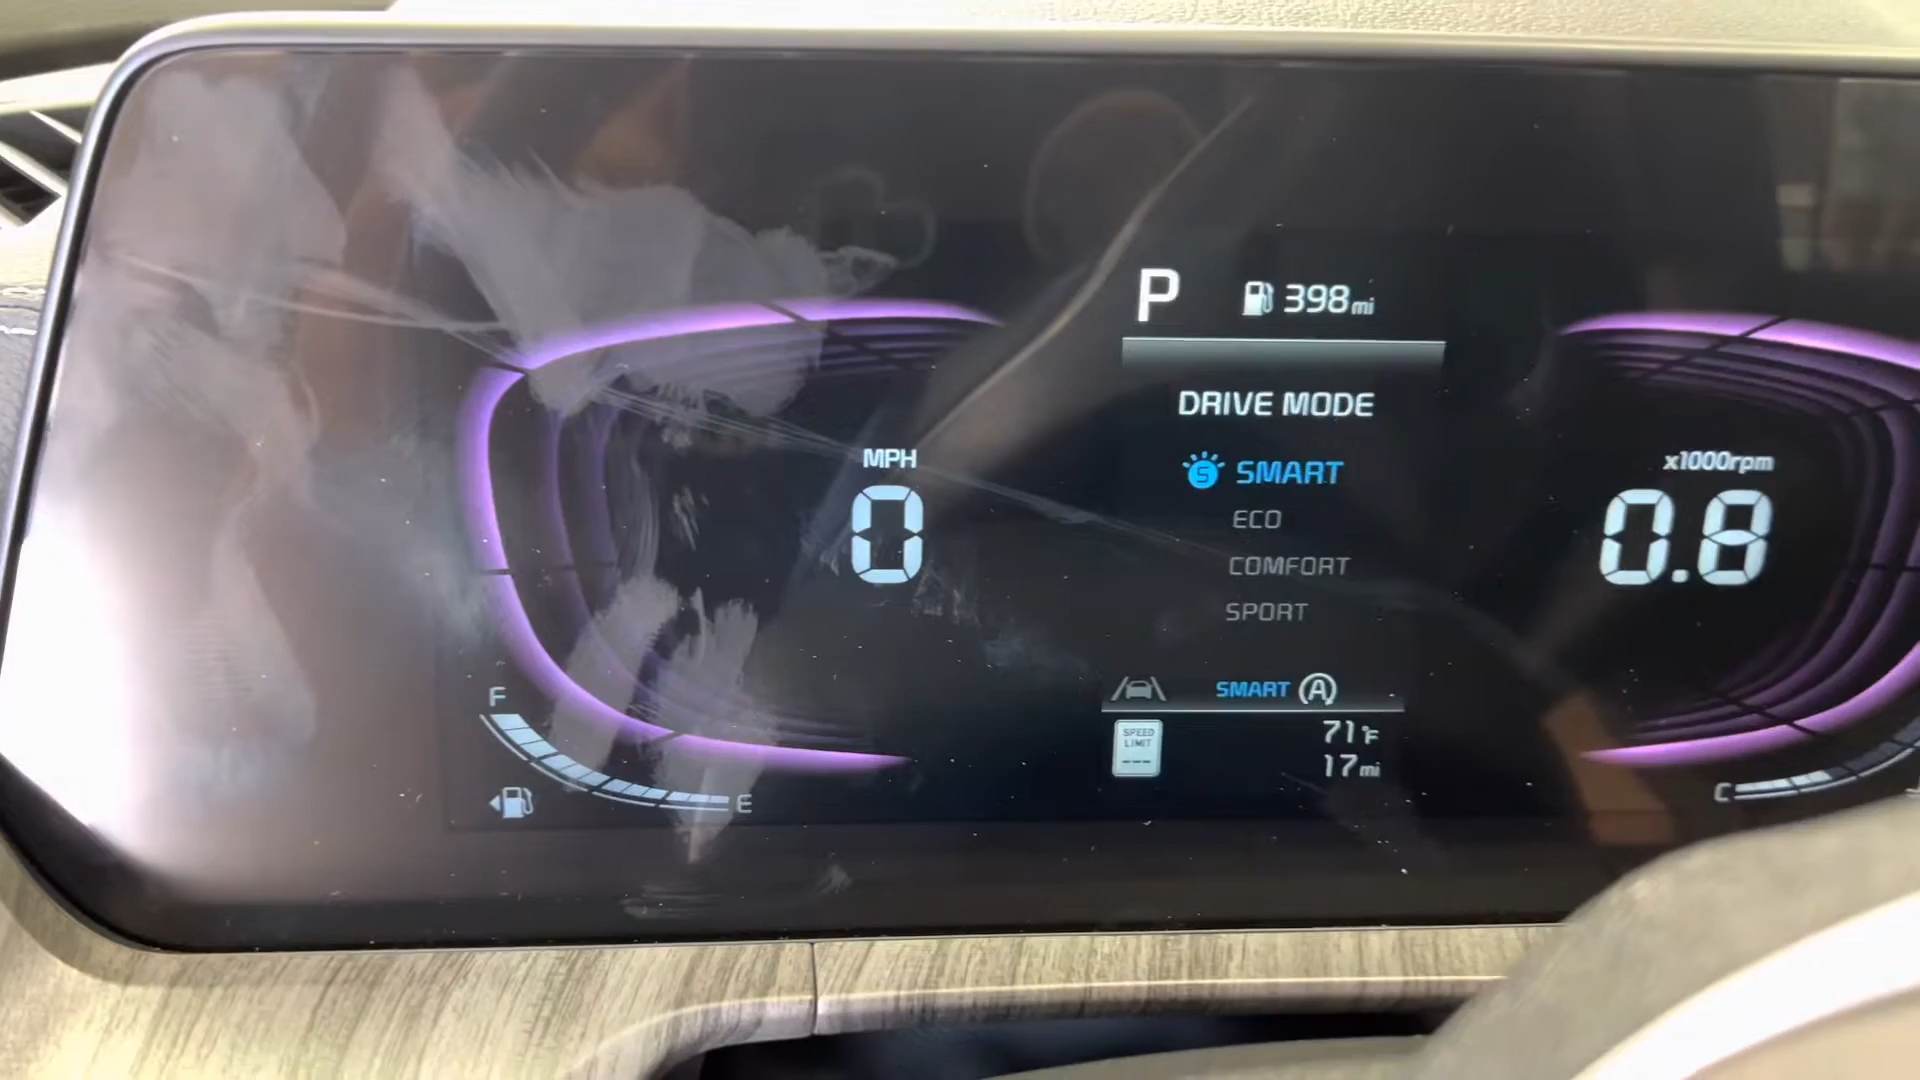 P 398mi
DRIVE MODE
S SMART
ECO
COMFORT
SPORT
MPH
0
x1000rpm
0.8
F
E
SMART A
SPEED
LIMIT
---
71°F
17mi
C